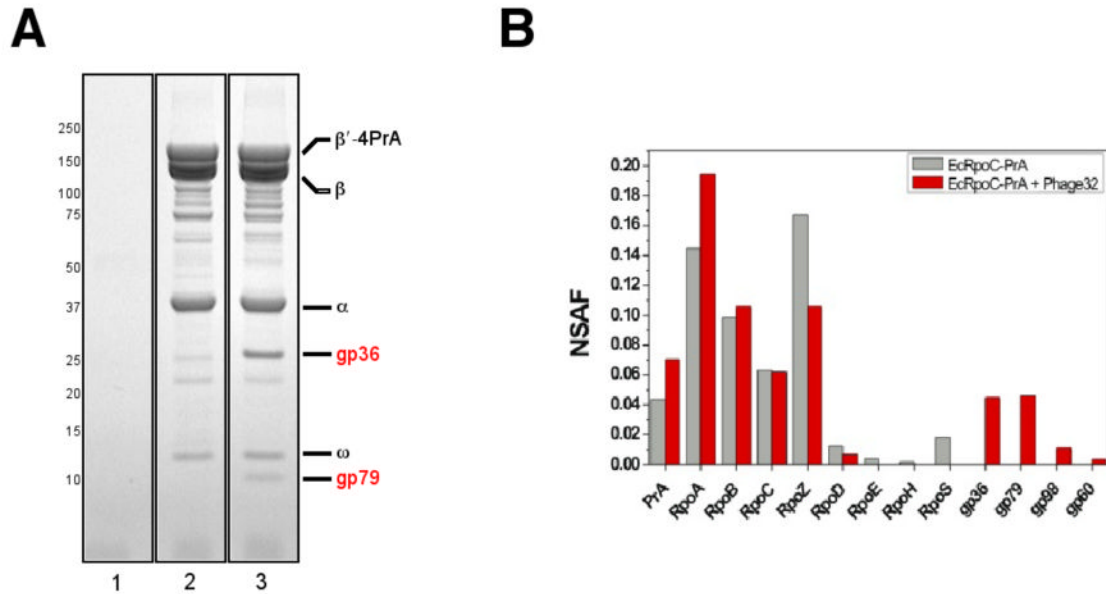 A
250
150
100
75
50
37
25
20
15
10
β′-4PrA
β
α
gp36
ω
gp79
1 2 3
B
NSAF
0.20
0.18
0.16
0.14
0.12
0.10
0.08
0.06
0.04
0.02
0.00
EcRpoC-PrA
EcRpoC-PrA + Phage32
PrA
RpoA
RpoB
RpoC
RpoZ
RpoD
RpoE
RpoH
RpoS
gp36
gp79
gp98
gp60